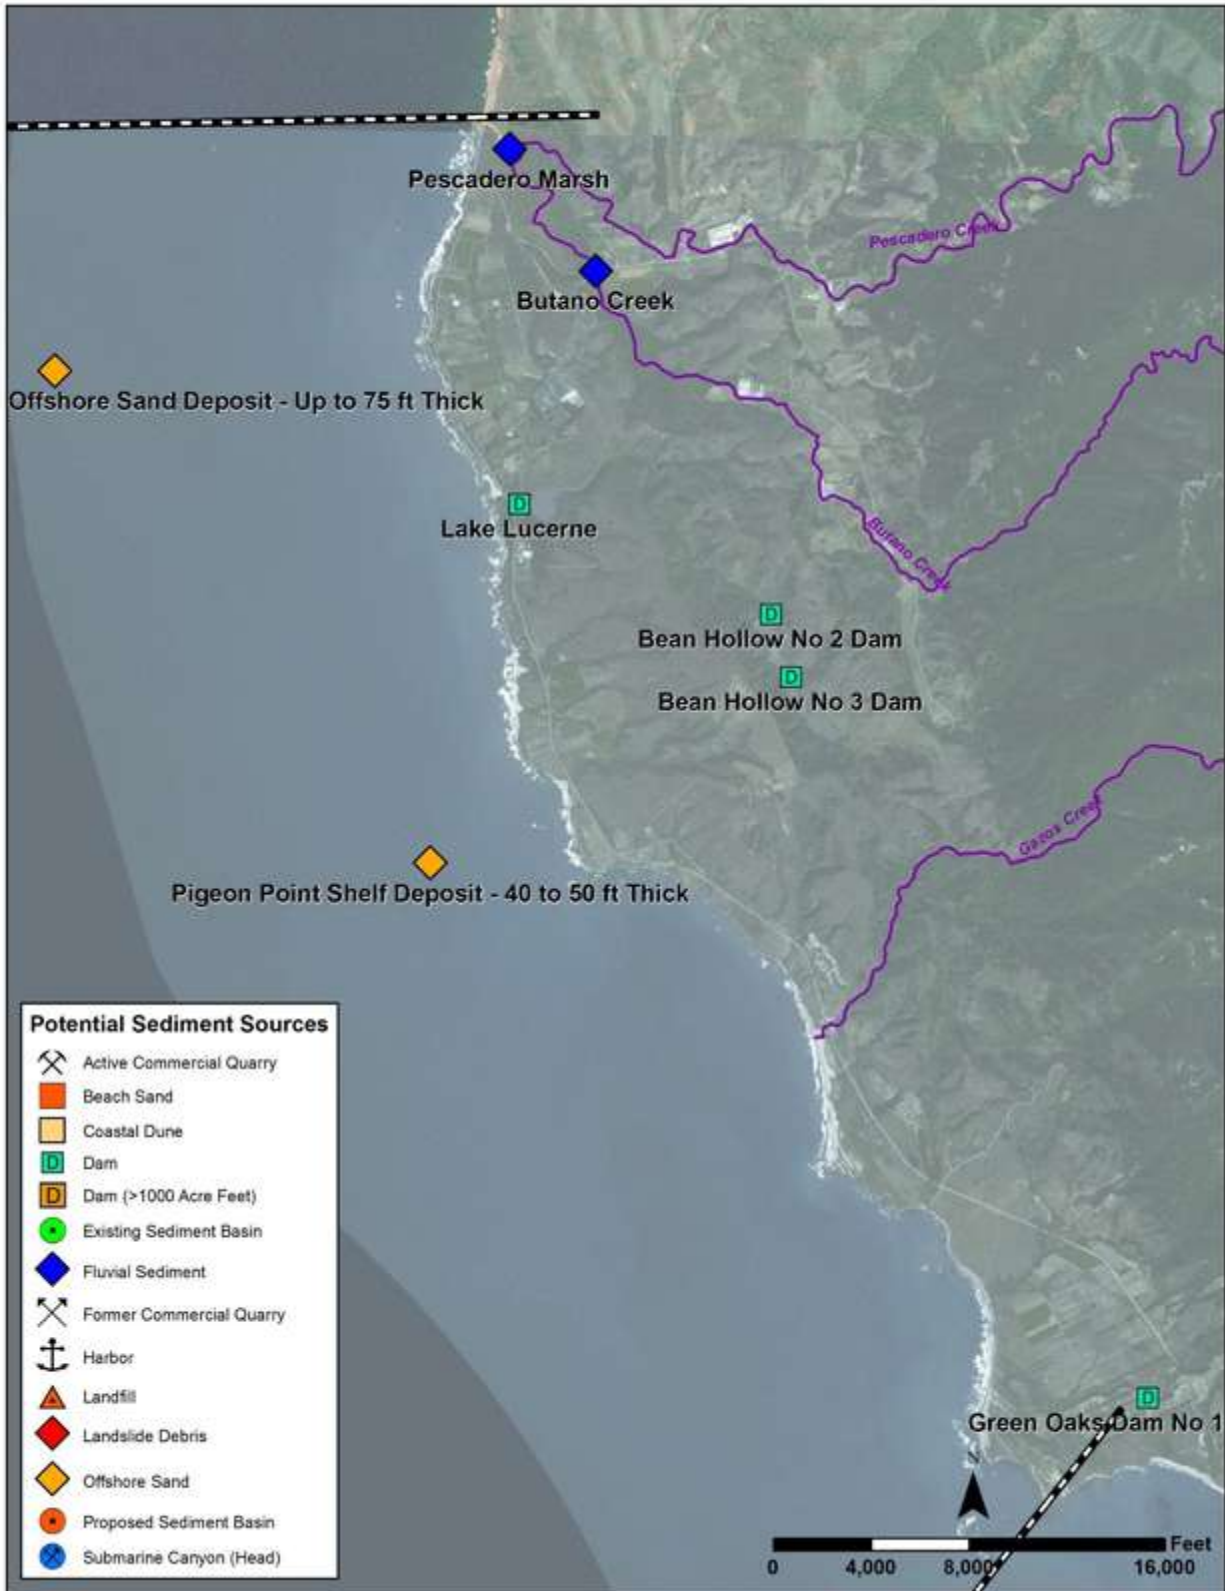 Pescadero Marsh
Pescadero Creek
Butano Creek
Offshore Sand Deposit - Up to 75 ft Thick
Lake Lucerne
Butano Creek
Bean Hollow No 2 Dam
Bean Hollow No 3 Dam
Gazos Creek
Pigeon Point Shelf Deposit - 40 to 50 ft Thick
Potential Sediment Sources
Active Commercial Quarry
Beach Sand
Coastal Dune
D Dam
D Dam (>1000 Acre Feet)
Existing Sediment Basin
Fluvial Sediment
Former Commercial Quarry
Harbor
Landfill
Landslide Debris
Offshore Sand
Proposed Sediment Basin
Submarine Canyon (Head)
Green Oaks Dam No 1
N
Feet
0 4,000 8,000 16,000